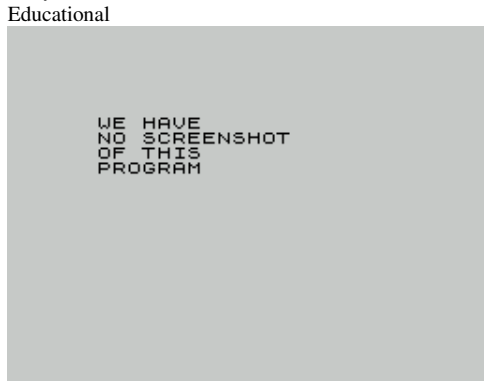 Educational
WE HAVE
NO SCREENSHOT
OF THIS
PROGRAM